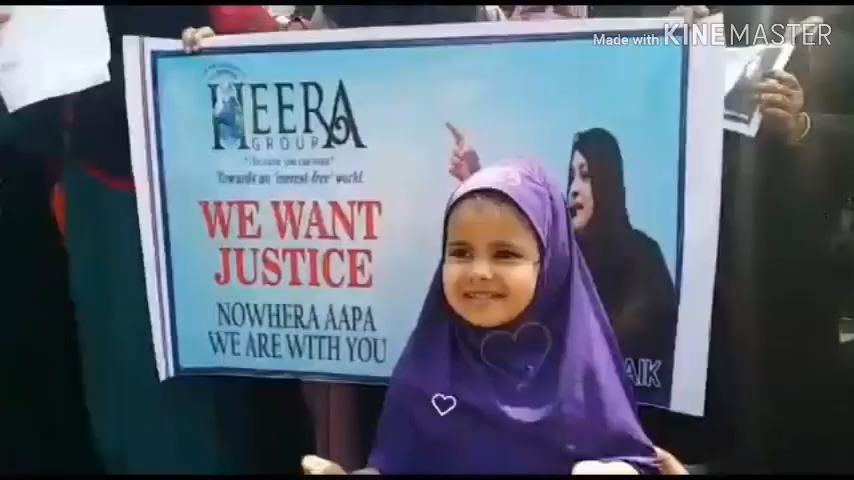 Made with KINEMASTER
HEERA
GROUP
Towards an 'interest-free' world
WE WANT
JUSTICE
NOWHERA AAPA
WE ARE WITH YOU
AIK